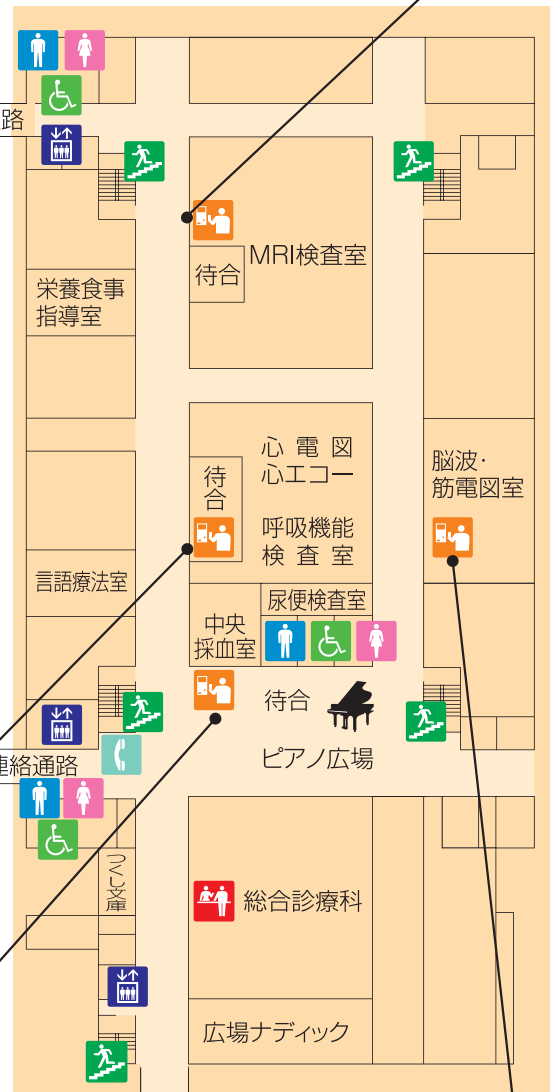 路
MRI検査室
待合
栄養食事
指導室
心電図
心エコー
待合
呼吸機能
検査室
脳波・
筋電図室
言語療法室
尿便検査室
中央
採血室
待合
ピアノ広場
連絡通路
つくし文庫
総合診療科
広場ナディック